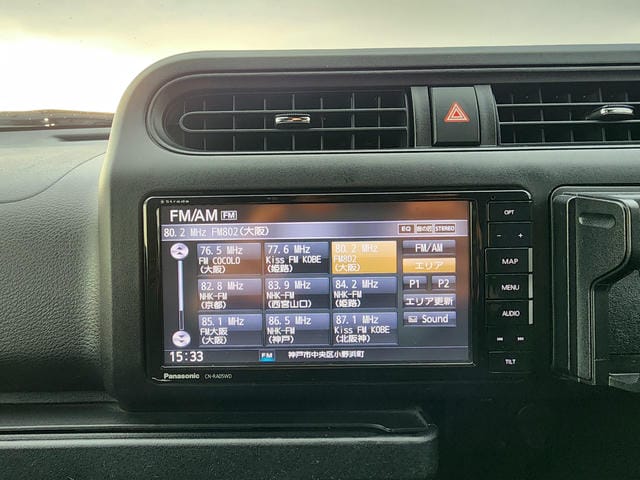 Strada
FM/AM FM
80.2 MHz FM802(大阪)
EQ 音の匠 STEREO
76.5 MHz
FM COCOLO
(大阪)
77.6 MHz
Kiss FM KOBE
(姫路)
80.2 MHz
FM802
(大阪)
82.8 MHz
NHK-FM
(京都)
83.9 MHz
NHK-FM
(西宮山口)
84.2 MHz
NHK-FM
(姫路)
85.1 MHz
FM大阪
(大阪)
86.5 MHz
NHK-FM
(神戸)
87.1 MHz
Kiss FM KOBE
(北阪神)
FM/AM
エリア
P1 P2
エリア更新
Sound
15:33
FM 神戸市中央区小野浜町
Panasonic CN-RA05WD
OPT
- +
MAP
MENU
AUDIO
TILT